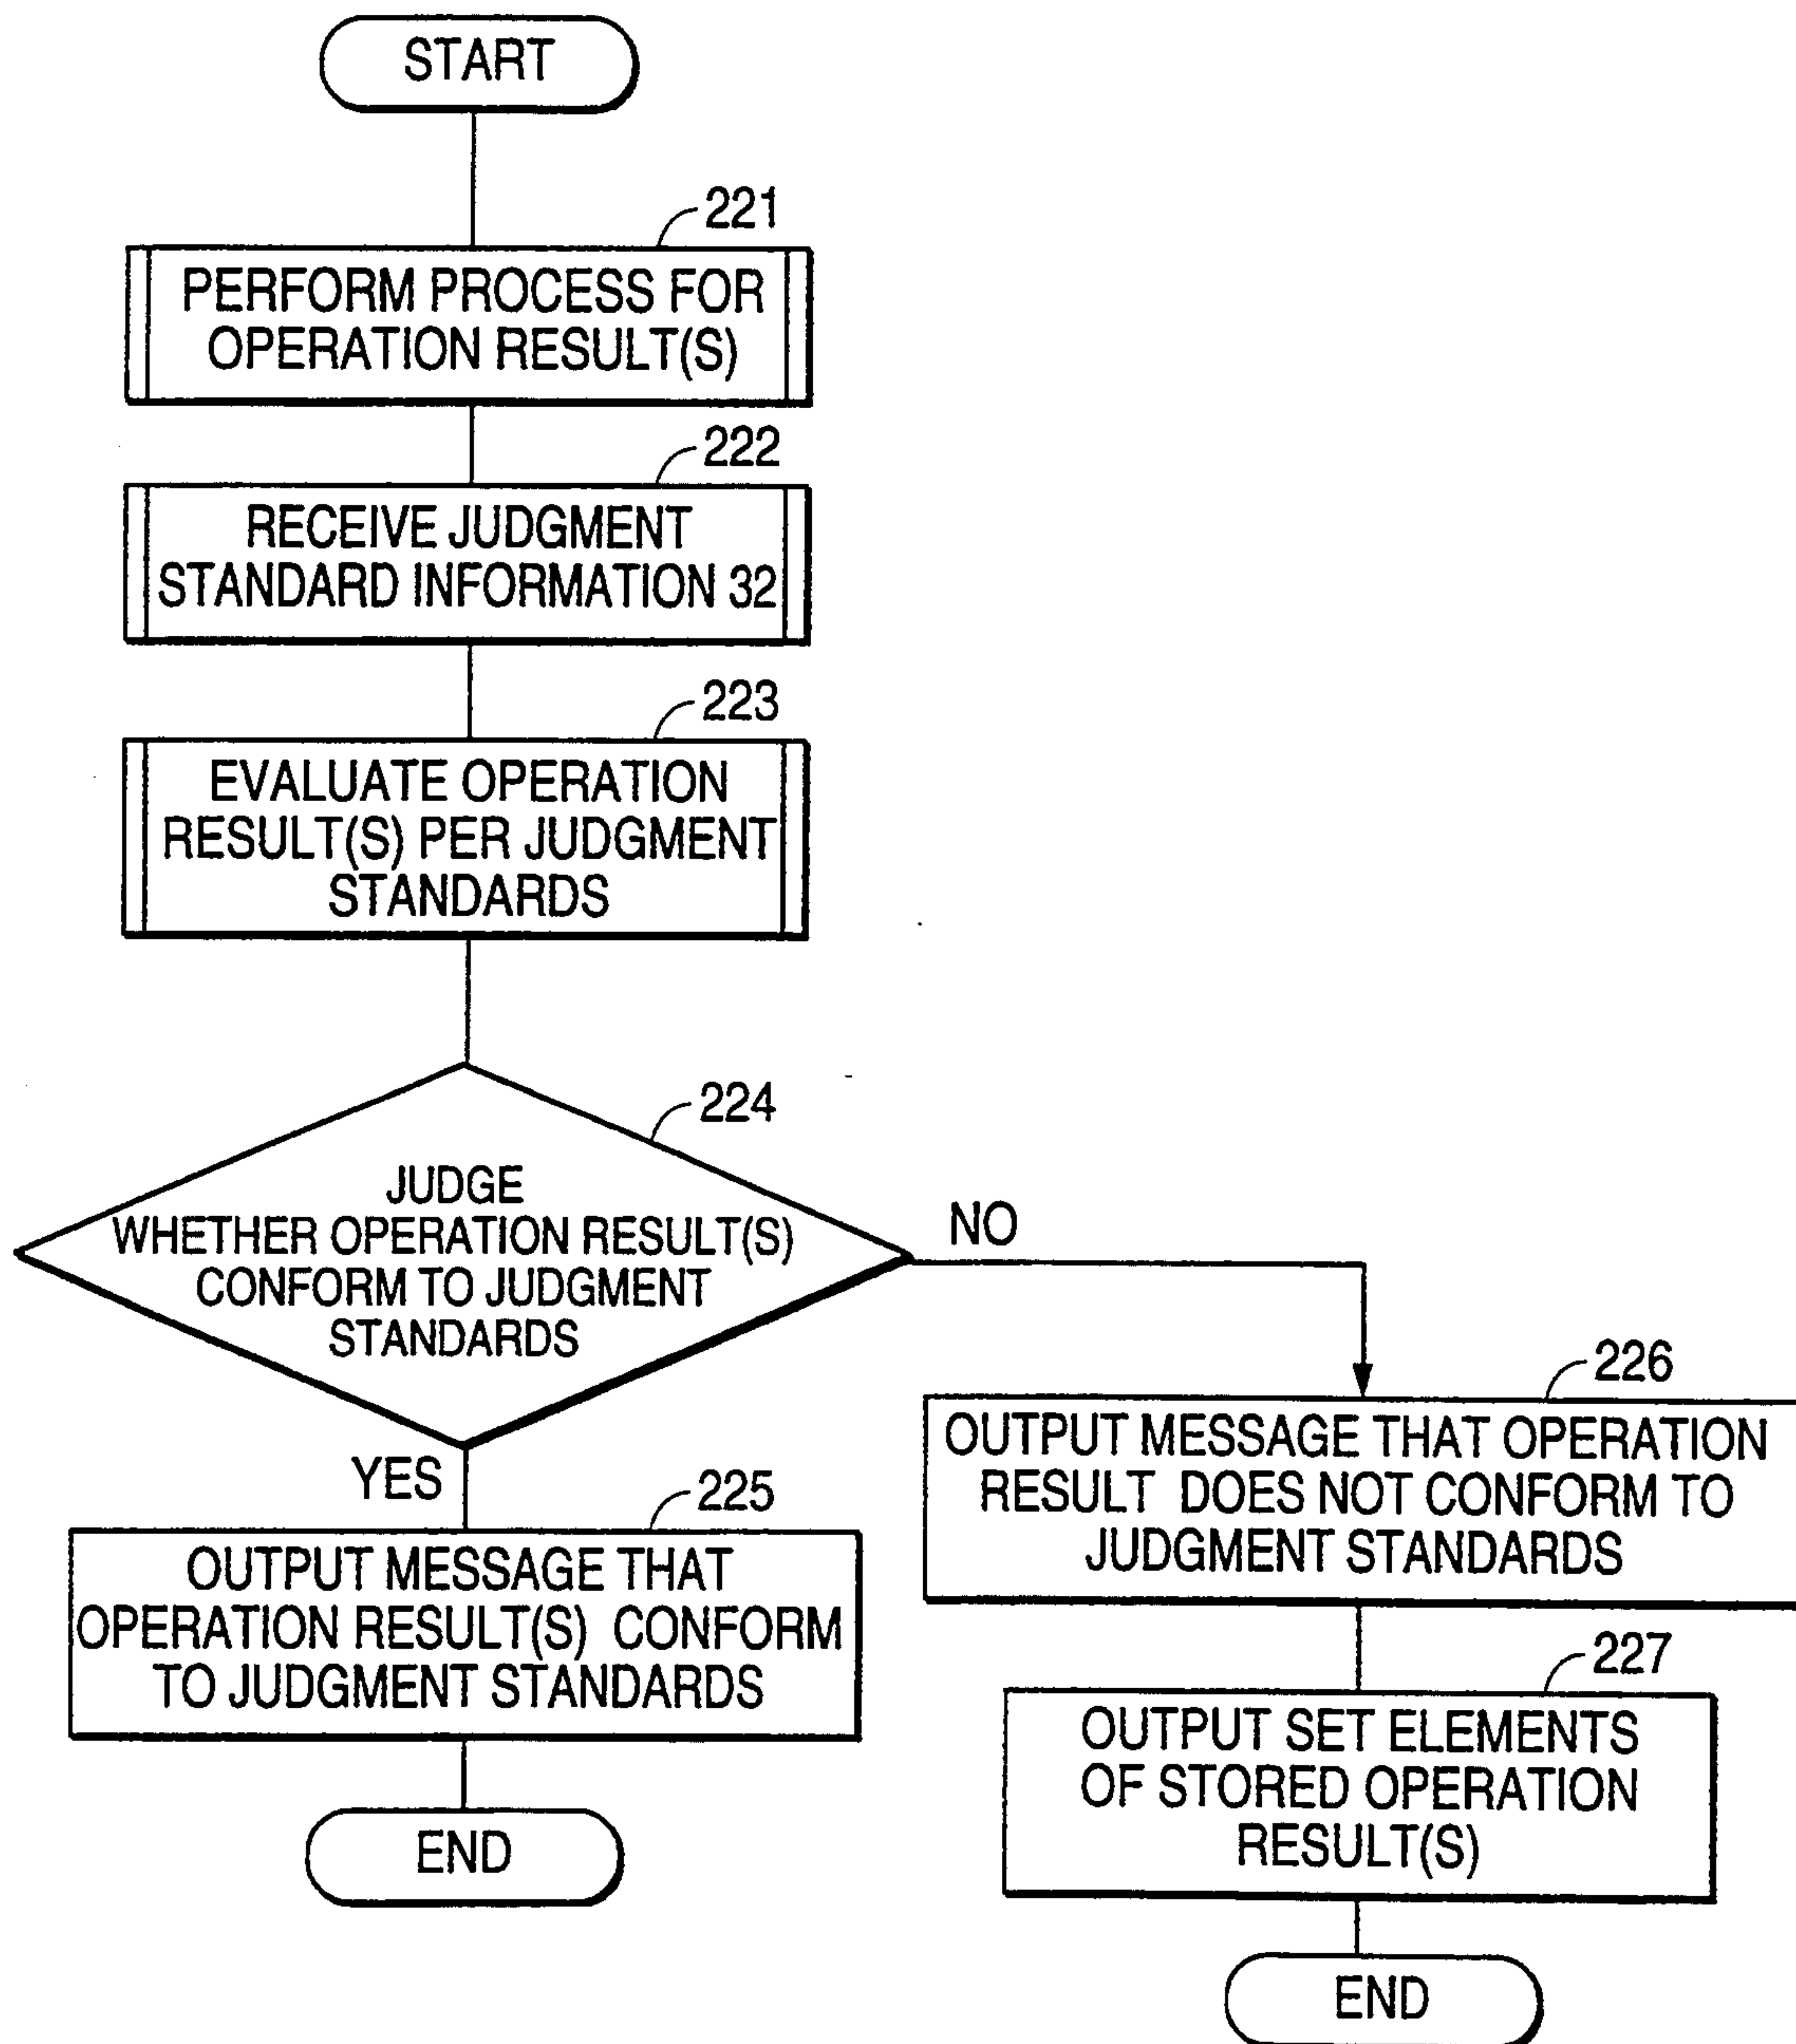 START
221
PERFORM PROCESS FOR
OPERATION RESULT(S)
222
RECEIVE JUDGMENT
STANDARD INFORMATION 32
223
EVALUATE OPERATION
RESULT(S) PER JUDGMENT
STANDARDS
224
JUDGE
WHETHER OPERATION RESULT(S)
CONFORM TO JUDGMENT
STANDARDS
NO
YES
225
OUTPUT MESSAGE THAT
OPERATION RESULT(S) CONFORM
TO JUDGMENT STANDARDS
END
226
OUTPUT MESSAGE THAT OPERATION
RESULT DOES NOT CONFORM TO
JUDGMENT STANDARDS
227
OUTPUT SET ELEMENTS
OF STORED OPERATION
RESULT(S)
END